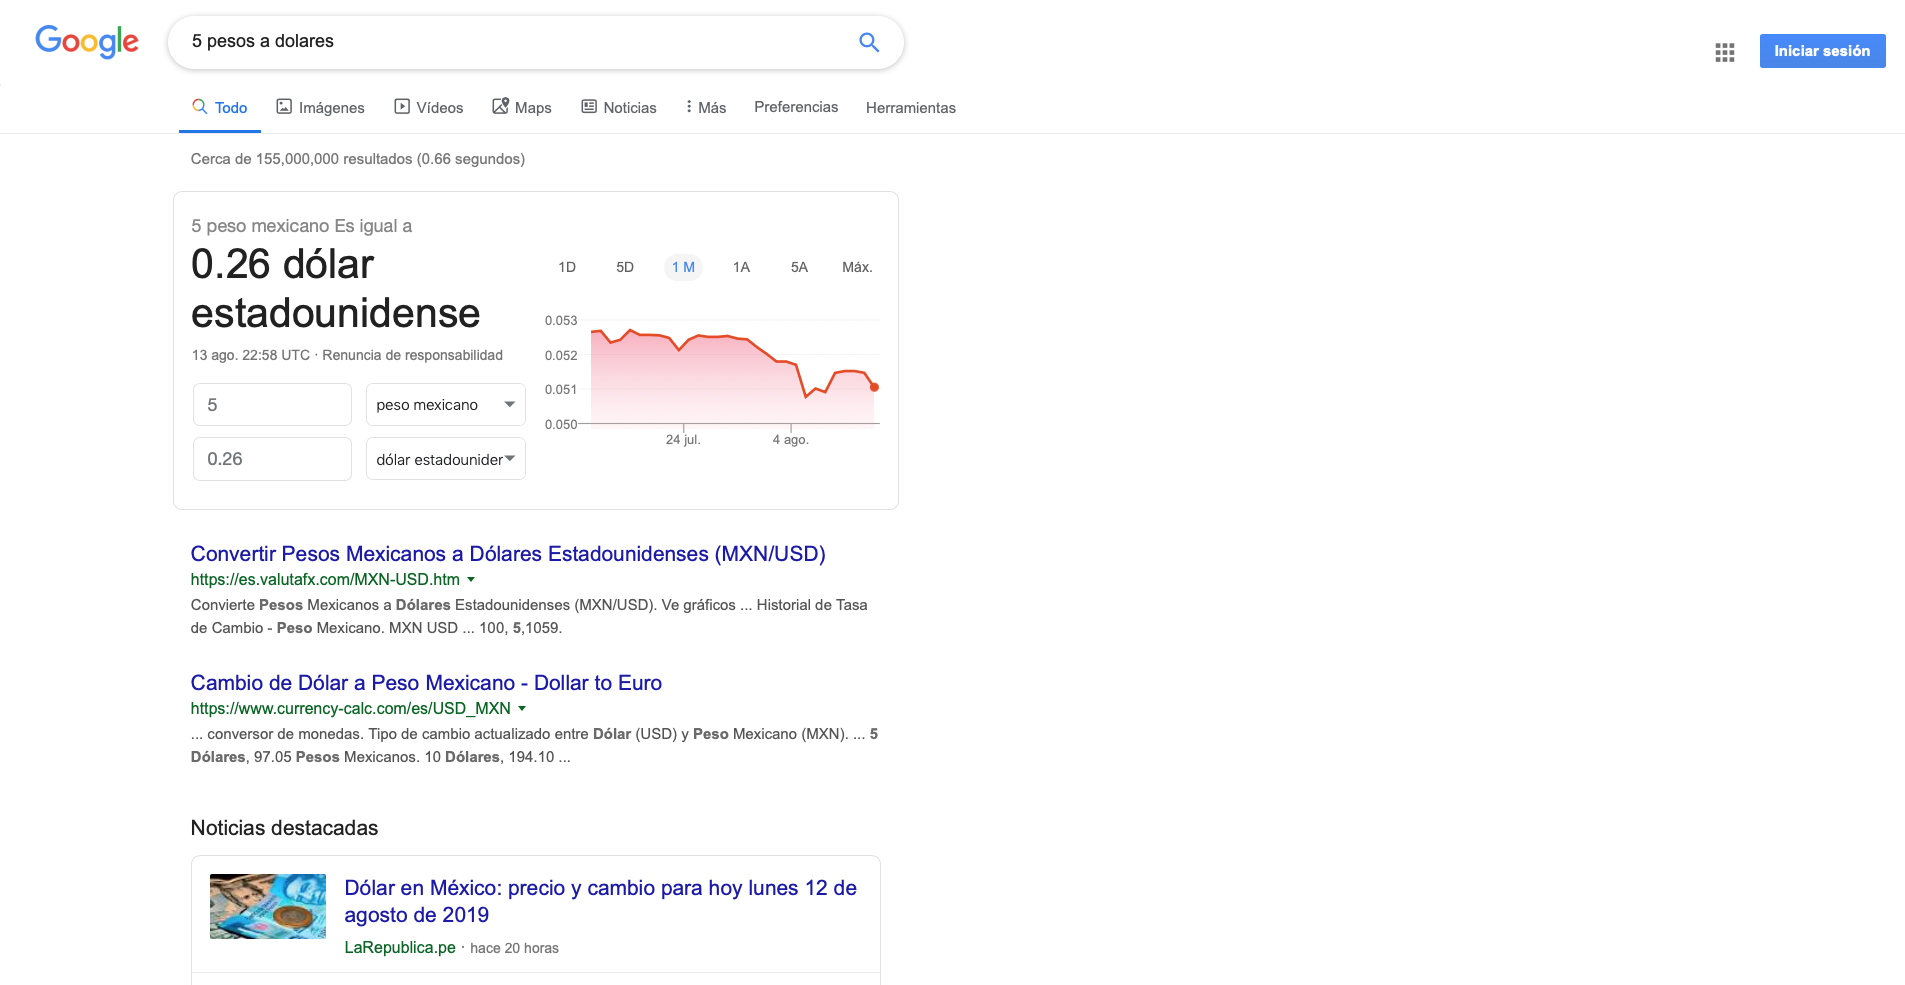 Google
5 pesos a dolares
Iniciar sesión
Todo Imágenes Vídeos Maps Noticias Más Preferencias Herramientas
Cerca de 155,000,000 resultados (0.66 segundos)
5 peso mexicano Es igual a
0.26 dólar
estadounidense
13 ago. 22:58 UTC · Renuncia de responsabilidad
5 peso mexicano
0.26 dólar estadounider
1D 5D 1 M 1A 5A Máx.
0.053
0.052
0.051
0.050
24 jul. 4 ago.
Convertir Pesos Mexicanos a Dólares Estadounidenses (MXN/USD)
https://es.valutafx.com/MXN-USD.htm
Convierte Pesos Mexicanos a Dólares Estadounidenses (MXN/USD). Ve gráficos ... Historial de Tasa
de Cambio - Peso Mexicano. MXN USD ... 100, 5,1059.
Cambio de Dólar a Peso Mexicano - Dollar to Euro
https://www.currency-calc.com/es/USD_MXN
... conversor de monedas. Tipo de cambio actualizado entre Dólar (USD) y Peso Mexicano (MXN). ... 5
Dólares, 97.05 Pesos Mexicanos. 10 Dólares, 194.10 ...
Noticias destacadas
Dólar en México: precio y cambio para hoy lunes 12 de
agosto de 2019
LaRepublica.pe · hace 20 horas